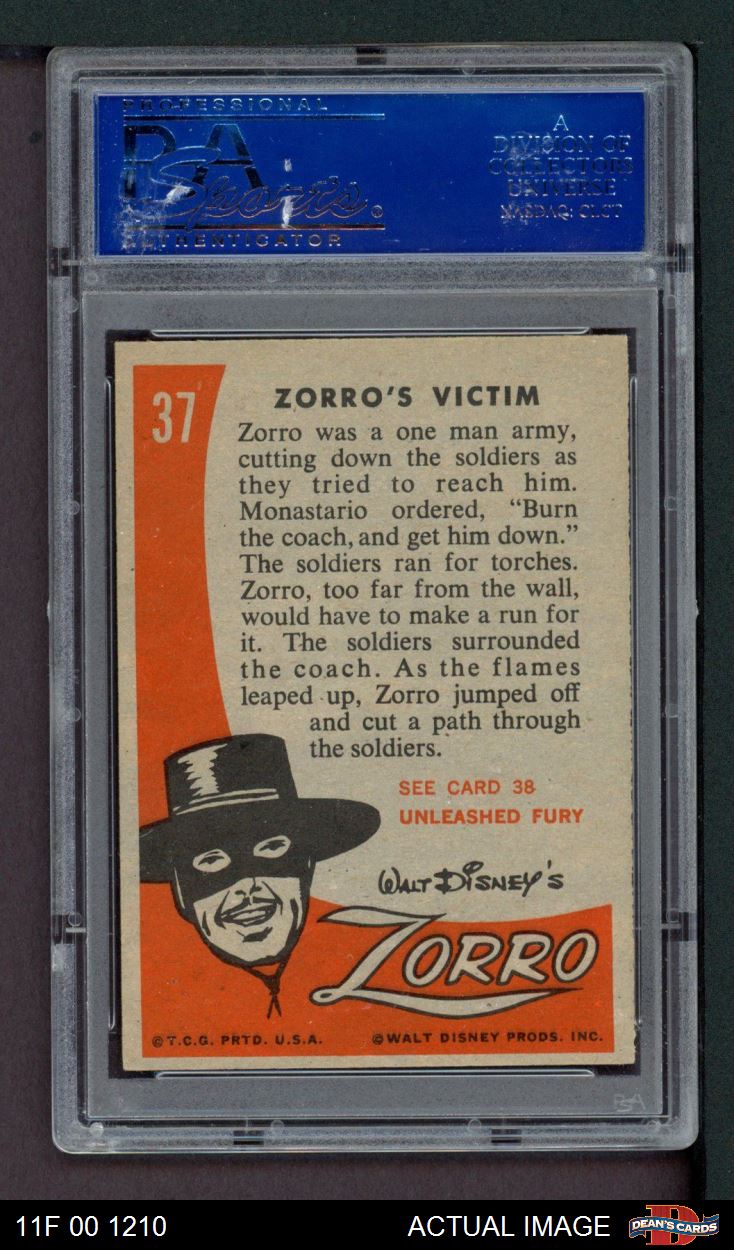 PROFESSIONAL
PSA
Sports
AUTHENTICATOR
A
DIVISION OF
COLLECTORS
UNIVERSE
NASDAQ: CLCT
37
ZORRO'S VICTIM
Zorro was a one man army,
cutting down the soldiers as
they tried to reach him.
Monastario ordered, "Burn
the coach, and get him down."
The soldiers ran for torches.
Zorro, too far from the wall,
would have to make a run for
it. The soldiers surrounded
the coach. As the flames
leaped up, Zorro jumped off
and cut a path through
the soldiers.
SEE CARD 38
UNLEASHED FURY
WALT DISNEY'S
ZORRO
©T.C.G. PRTD. U.S.A.
©WALT DISNEY PRODS. INC.
PSA
11F 00 1210
ACTUAL IMAGE
DEAN'S CARDS